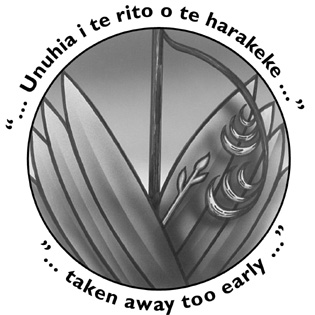 “... Unuhia i te rito o te harakeke ...”
“... taken away too early ...”